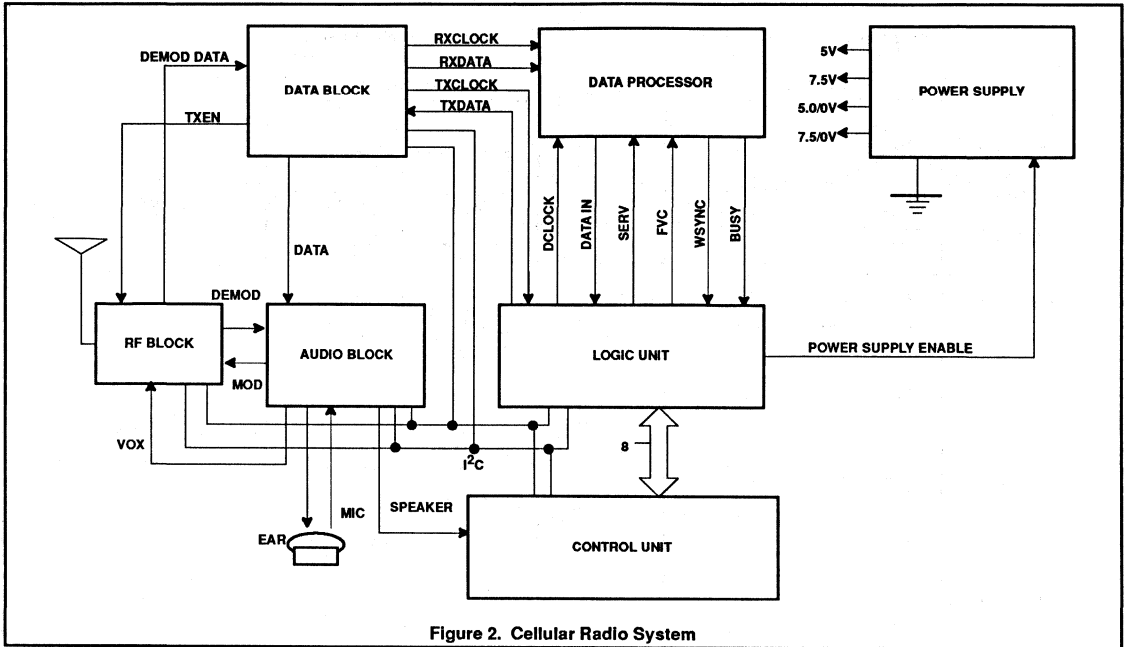 RXCLOCK
DEMOD DATA
RXDATA
5V
DATA BLOCK
DATA PROCESSOR
7.5V
POWER SUPPLY
TXCLOCK
TXDATA
5.0/0V
TXEN
7.5/0V
DCLOCK
DATA IN
SERV
FVC
WSYNC
BUSY
DATA
DEMOD
RF BLOCK
AUDIO BLOCK
LOGIC UNIT
POWER SUPPLY ENABLE
MOD
VOX
8
I²C
MIC
SPEAKER
EAR
CONTROL UNIT
Figure 2. Cellular Radio System